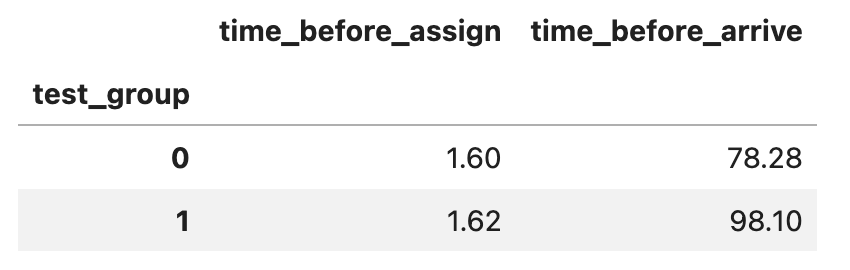 time_before_assign time_before_arrive
test_group
0 1.60 78.28
1 1.62 98.10